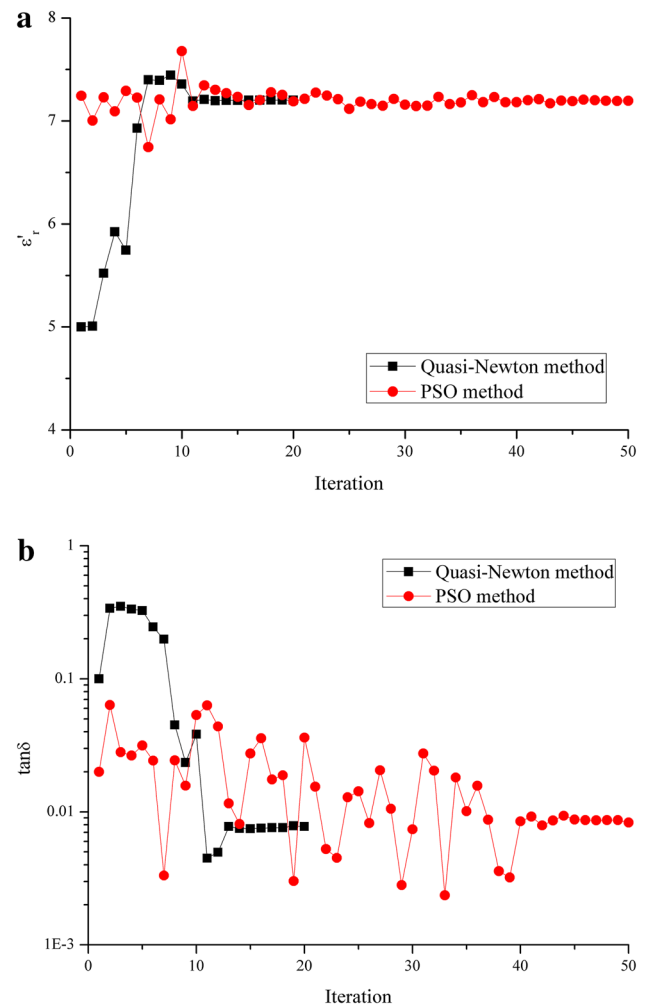 a
8
7
6
5
4
ε'r
Quasi-Newton method
PSO method
0 10 20 30 40 50
Iteration
b
1
0.1
0.01
1E-3
tanδ
Quasi-Newton method
PSO method
0 10 20 30 40 50
Iteration